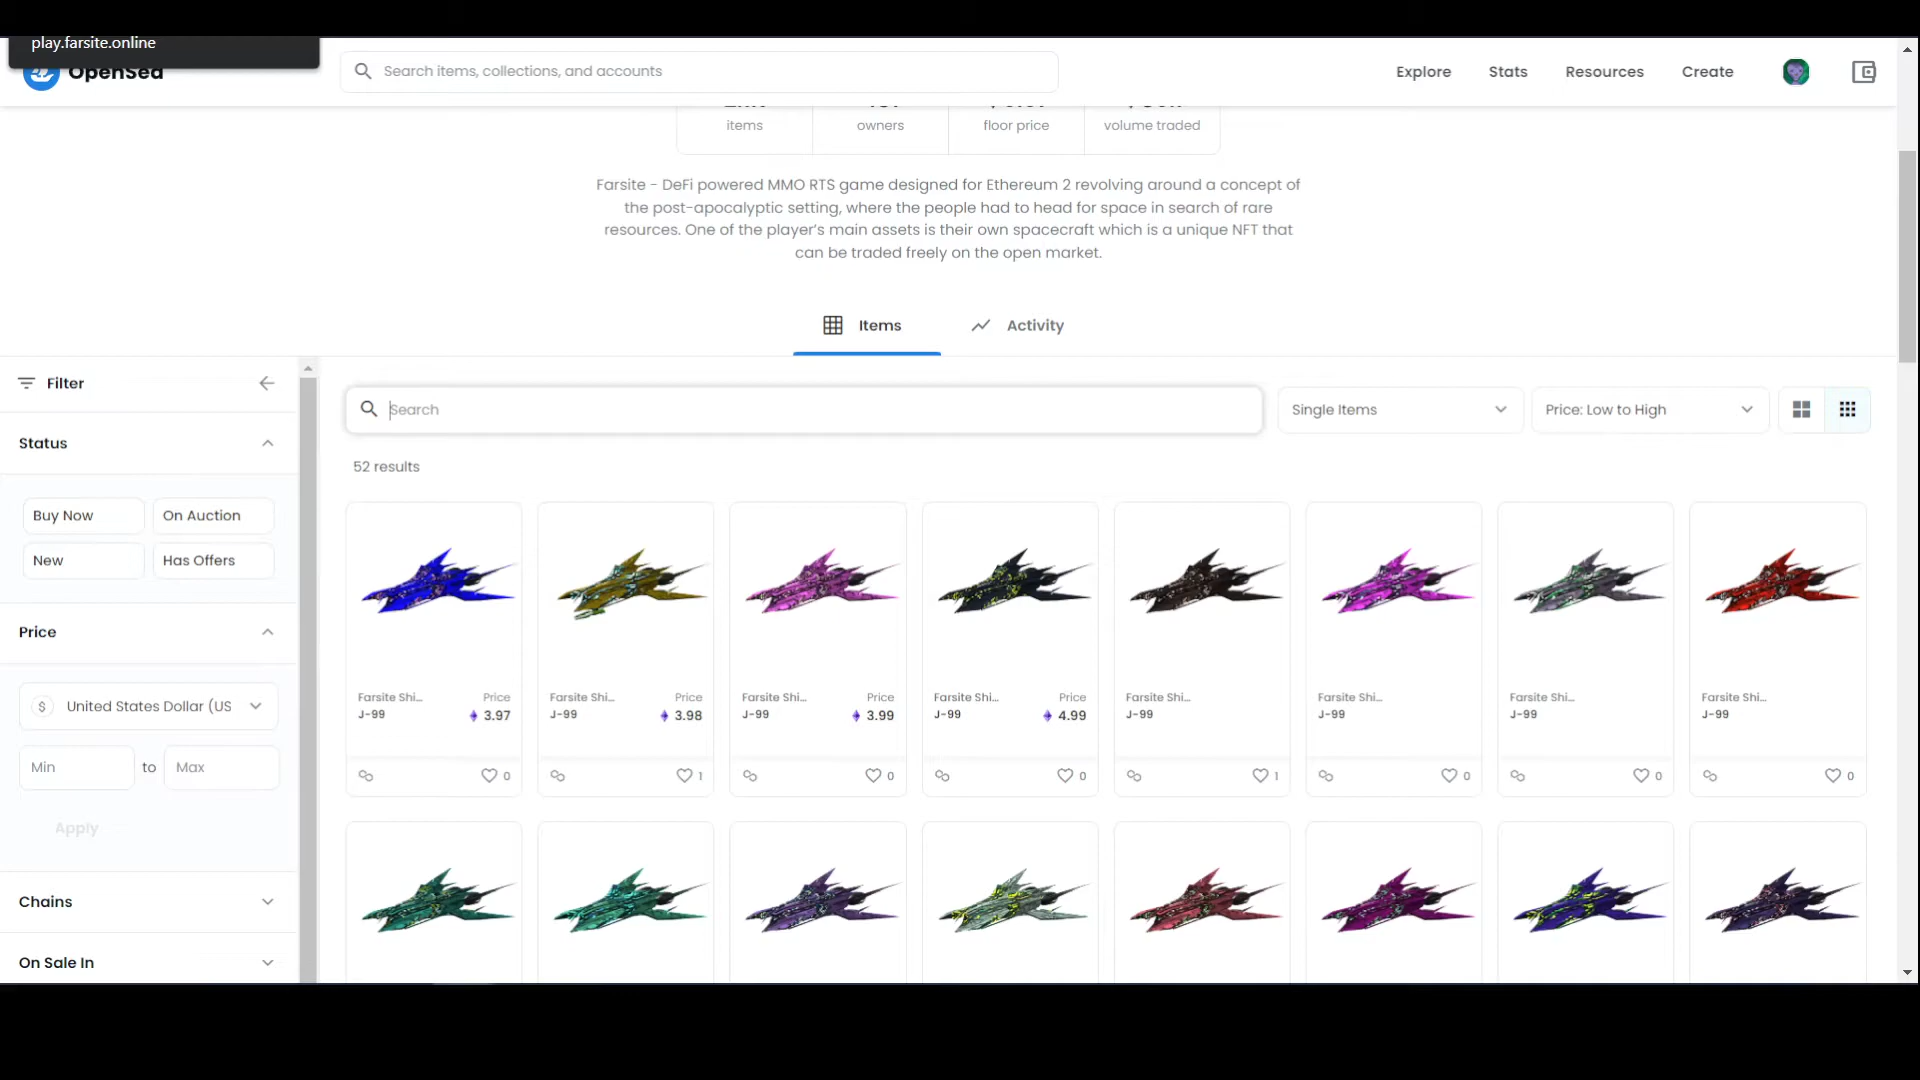 play.farsite.online
OpenSea
Search items, collections, and accounts
Explore
Stats
Resources
Create
items
owners
floor price
volume traded
Farsite - DeFi powered MMO RTS game designed for Ethereum 2 revolving around a concept of
the post-apocalyptic setting, where the people had to head for space in search of rare
resources. One of the player's main assets is their own spacecraft which is a unique NFT that
can be traded freely on the open market.
Items
Activity
Filter
Status
Buy Now
On Auction
New
Has Offers
Price
$ United States Dollar (US
Min to Max
Apply
Chains
On Sale In
Search
Single Items
Price: Low to High
52 results
Farsite Shi... Price
J-99 3.97
0
Farsite Shi... Price
J-99 3.98
1
Farsite Shi... Price
J-99 3.99
0
Farsite Shi... Price
J-99 4.99
0
Farsite Shi...
J-99
1
Farsite Shi...
J-99
0
Farsite Shi...
J-99
0
Farsite Shi...
J-99
0